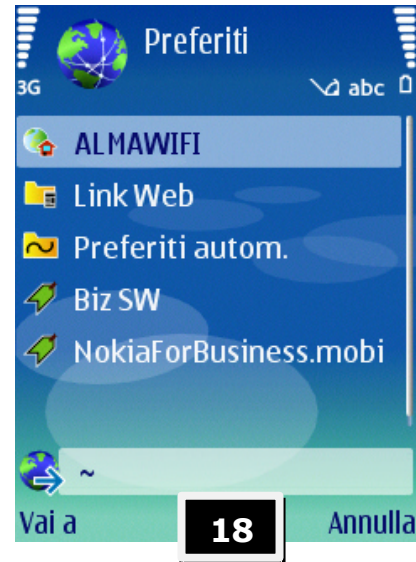 Preferiti
3G
abc
ALMAWIFI
Link Web
Preferiti autom.
Biz SW
NokiaForBusiness.mobi
~
Vai a
18
Annulla